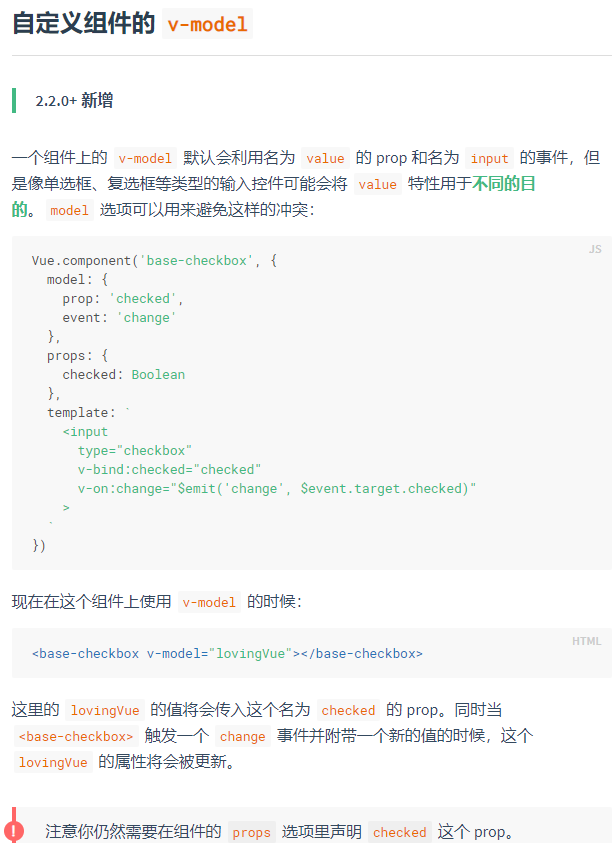 自定义组件的 v-model
2.2.0+ 新增
一个组件上的 v-model 默认会利用名为 value 的 prop 和名为 input 的事件，但
是像单选框、复选框等类型的输入控件可能会将 value 特性用于不同的目
的。model 选项可以用来避免这样的冲突：
JS
Vue.component('base-checkbox', {
  model: {
    prop: 'checked',
    event: 'change'
  },
  props: {
    checked: Boolean
  },
  template: `
    <input
      type="checkbox"
      v-bind:checked="checked"
      v-on:change="$emit('change', $event.target.checked)"
    >
  `
})
现在在这个组件上使用 v-model 的时候：
HTML
<base-checkbox v-model="lovingVue"></base-checkbox>
这里的 lovingVue 的值将会传入这个名为 checked 的 prop。同时当
<base-checkbox> 触发一个 change 事件并附带一个新的值的时候，这个
lovingVue 的属性将会被更新。
! 注意你仍然需要在组件的 props 选项里声明 checked 这个 prop。